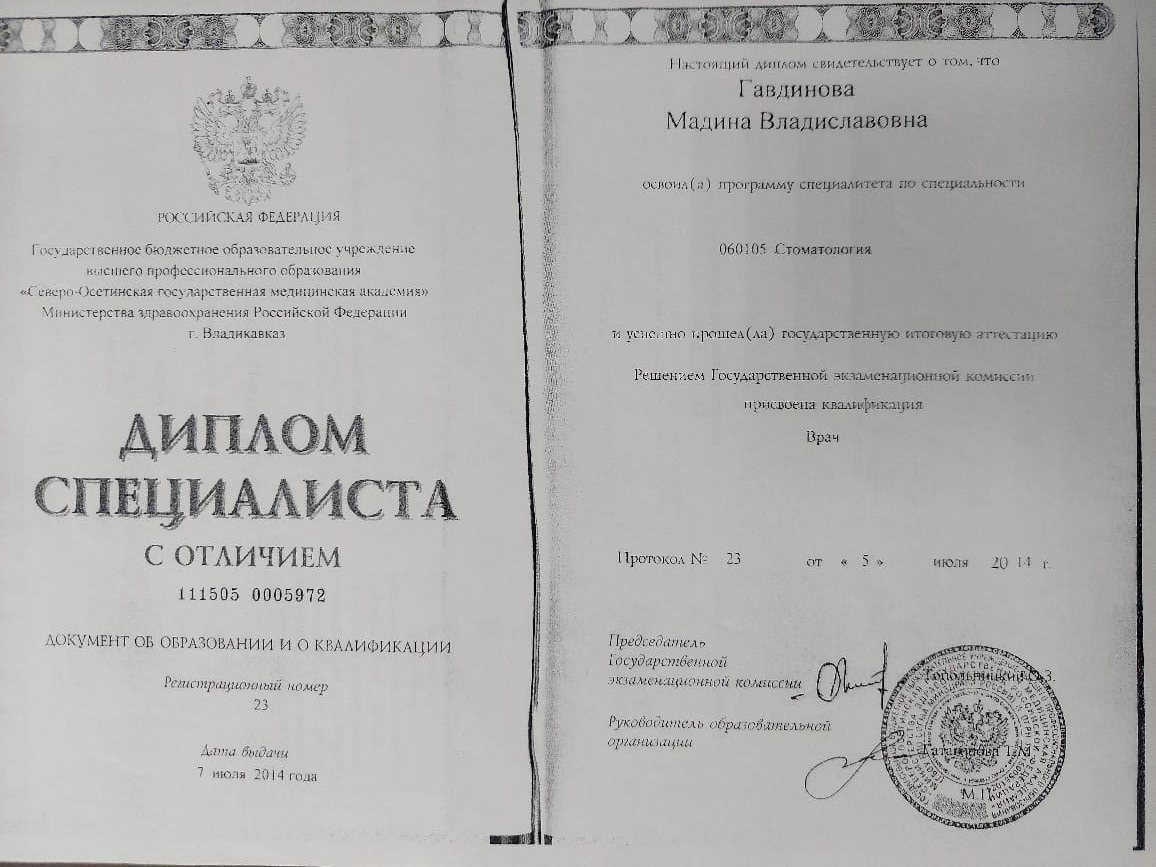 РОССИЙСКАЯ ФЕДЕРАЦИЯ
Государственное бюджетное образовательное учреждение
высшего профессионального образования
«Северо-Осетинская государственная медицинская академия»
Министерства здравоохранения Российской Федерации
г. Владикавказ
ДИПЛОМ
СПЕЦИАЛИСТА
С ОТЛИЧИЕМ
111505 0005972
ДОКУМЕНТ ОБ ОБРАЗОВАНИИ И О КВАЛИФИКАЦИИ
Регистрационный номер
23
Дата выдачи
7 июля 2014 года
Настоящий диплом свидетельствует о том, что
Гавдинова
Мадина Владиславовна
освоил(а) программу специалитета по специальности
060105 Стоматология
и успешно прошел(ла) государственную итоговую аттестацию
Решением Государственной экзаменационной комиссии
присвоена квалификация
Врач
Протокол № 23 от « 5 » июля 20 14 г.
Председатель
Государственной
экзаменационной комиссии
Топольницкий О.З.
Руководитель образовательной
организации
М.П.